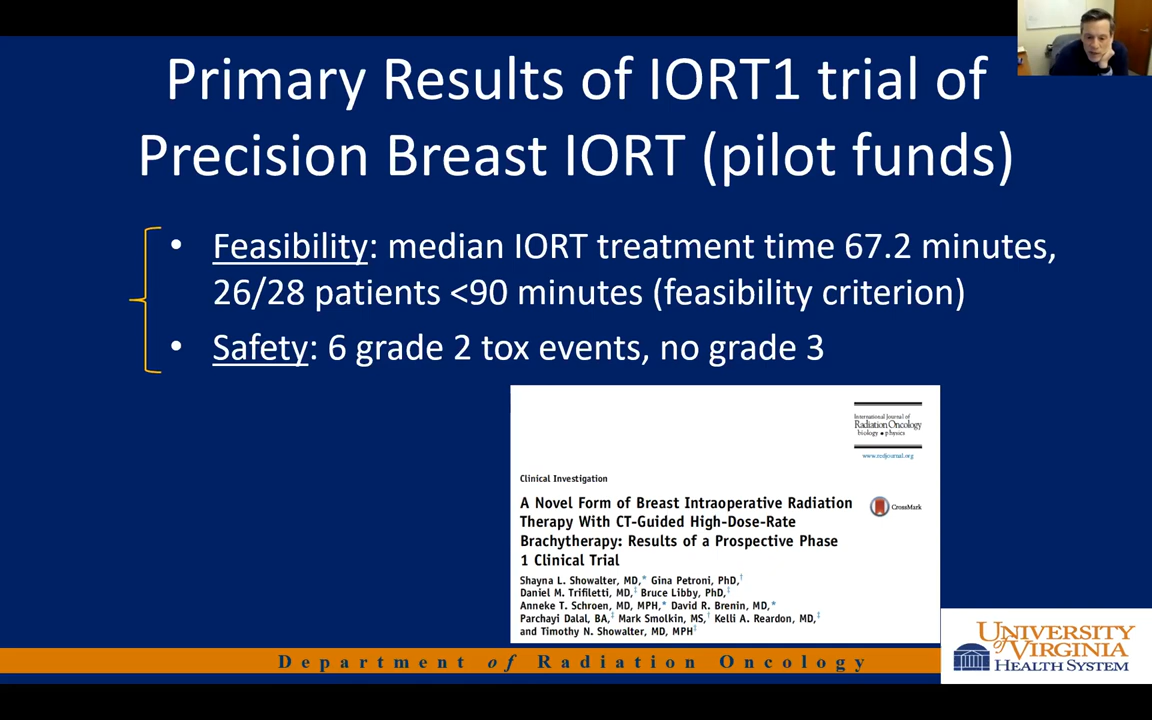 Primary Results of IORT1 trial of
Precision Breast IORT (pilot funds)
• Feasibility: median IORT treatment time 67.2 minutes,
26/28 patients <90 minutes (feasibility criterion)
• Safety: 6 grade 2 tox events, no grade 3
International Journal of
Radiation Oncology
biology • physics
www.redjournal.org
Clinical Investigation
A Novel Form of Breast Intraoperative Radiation
Therapy With CT-Guided High-Dose-Rate
Brachytherapy: Results of a Prospective Phase
1 Clinical Trial
CrossMark
Shayna L. Showalter, MD,* Gina Petroni, PhD,†
Daniel M. Trifiletti, MD,‡ Bruce Libby, PhD,‡
Anneke T. Schroen, MD, MPH,* David R. Brenin, MD,*
Parchayi Dalal, BA,‡ Mark Smolkin, MS,† Kelli A. Reardon, MD,‡
and Timothy N. Showalter, MD, MPH‡
Department of Radiation Oncology
UNIVERSITY
of VIRGINIA
HEALTH SYSTEM